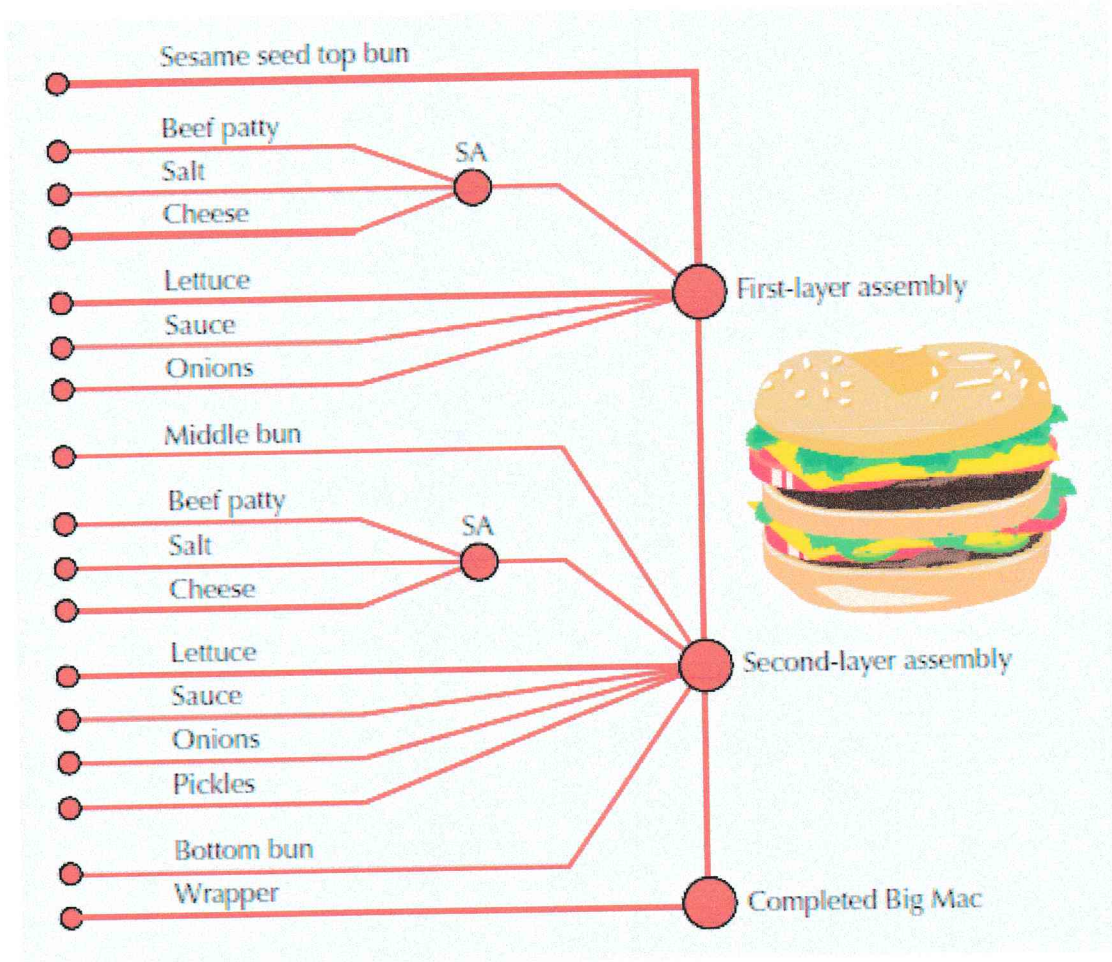 Sesame seed top bun
Beef patty
SA
Salt
Cheese
Lettuce
First-layer assembly
Sauce
Onions
Middle bun
Beef patty
SA
Salt
Cheese
Lettuce
Second-layer assembly
Sauce
Onions
Pickles
Bottom bun
Wrapper
Completed Big Mac